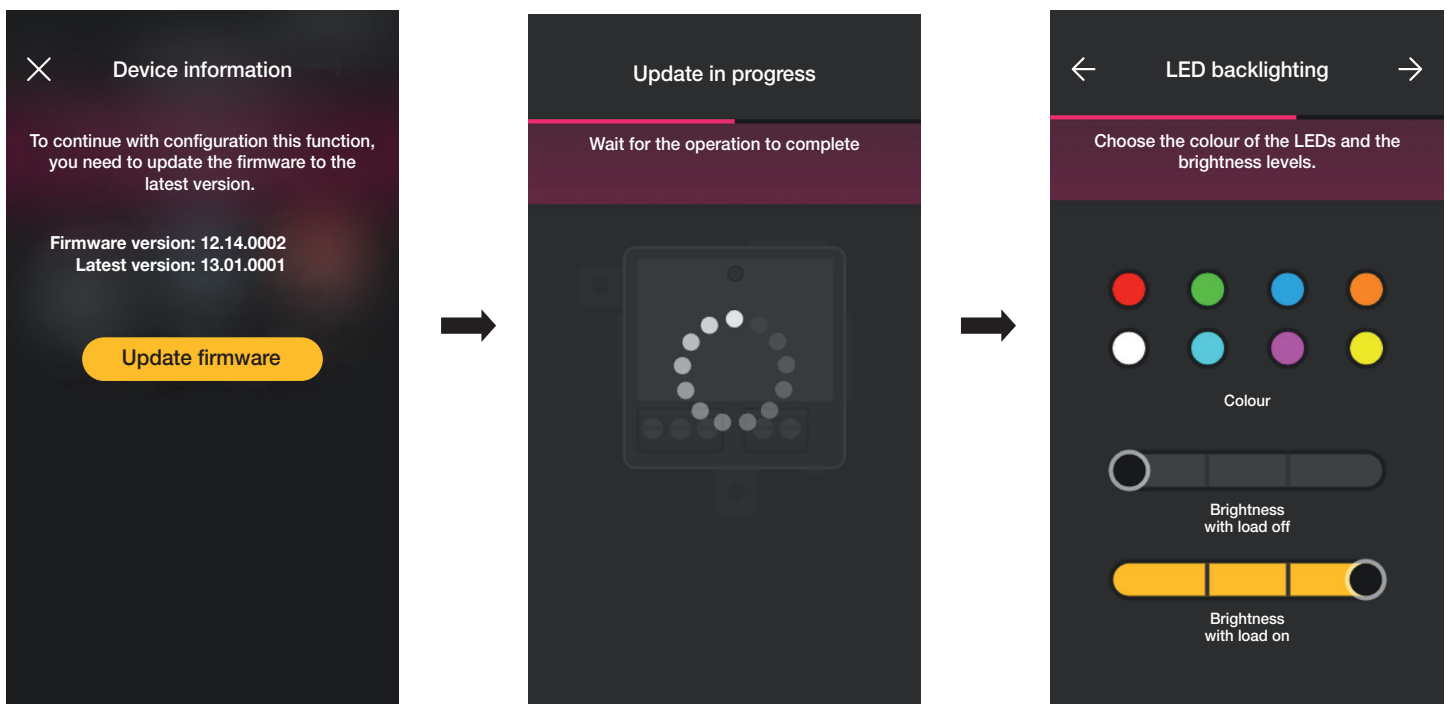 Device information
To continue with configuration this function,
you need to update the firmware to the
latest version.
Firmware version: 12.14.0002
Latest version: 13.01.0001
Update firmware
Update in progress
Wait for the operation to complete
LED backlighting
Choose the colour of the LEDs and the
brightness levels.
Colour
Brightness
with load off
Brightness
with load on